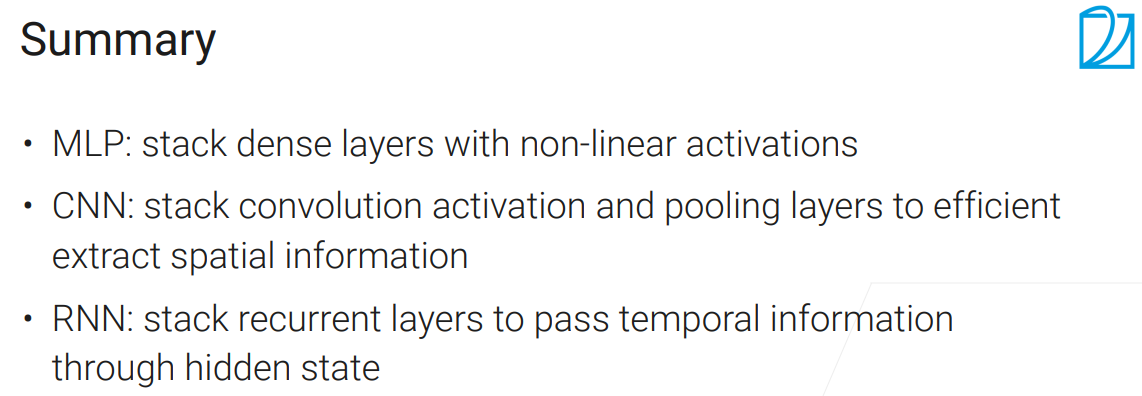 Summary
• MLP: stack dense layers with non-linear activations
• CNN: stack convolution activation and pooling layers to efficient
extract spatial information
• RNN: stack recurrent layers to pass temporal information
through hidden state